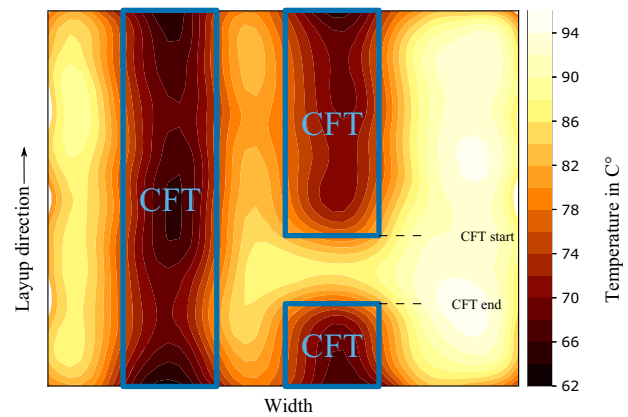 CFT
CFT
CFT
CFT start
CFT end
Layup direction
Width
94
90
86
82
78
74
70
66
62
Temperature in C°